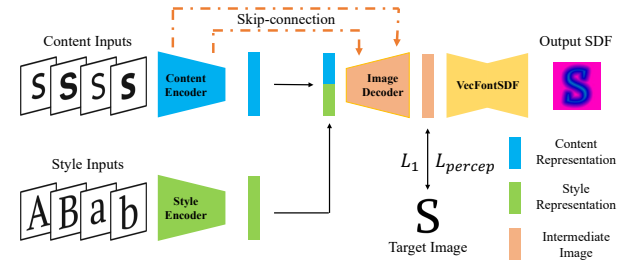 Skip-connection
Content Inputs
Output SDF
S S S S
Content
Encoder
Image
Decoder
VecFontSDF
S
Style Inputs
A B a b
Style
Encoder
L1 Lpercep
S
Target Image
Content
Representation
Style
Representation
Intermediate
Image